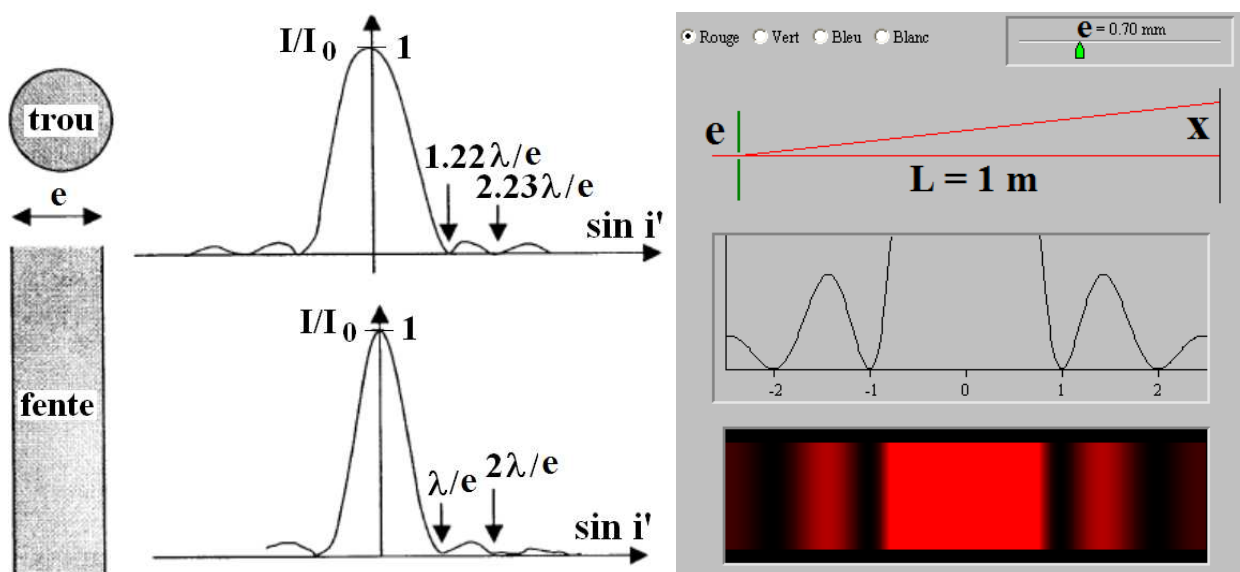 I/I0 1
trou
1.22λ/e
2.23λ/e
e
sin i'
I/I0 1
fente
λ/e
2λ/e
sin i'
Rouge Vert Bleu Blanc
e = 0.70 mm
e
x
L = 1 m
-2 -1 0 1 2